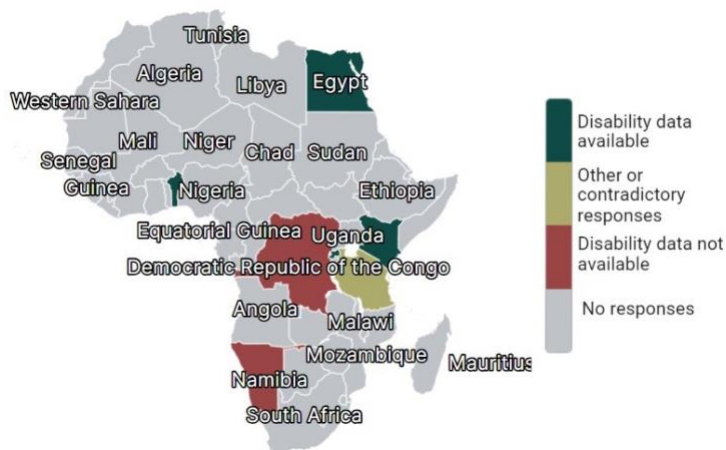 Tunisia
Algeria
Libya
Egypt
Western Sahara
Mali
Niger
Chad
Sudan
Senegal
Guinea
Nigeria
Ethiopia
Equatorial Guinea
Uganda
Democratic Republic of the Congo
Angola
Malawi
Mozambique
Mauritius
Namibia
South Africa
Disability data
available
Other or
contradictory
responses
Disability data not
available
No responses